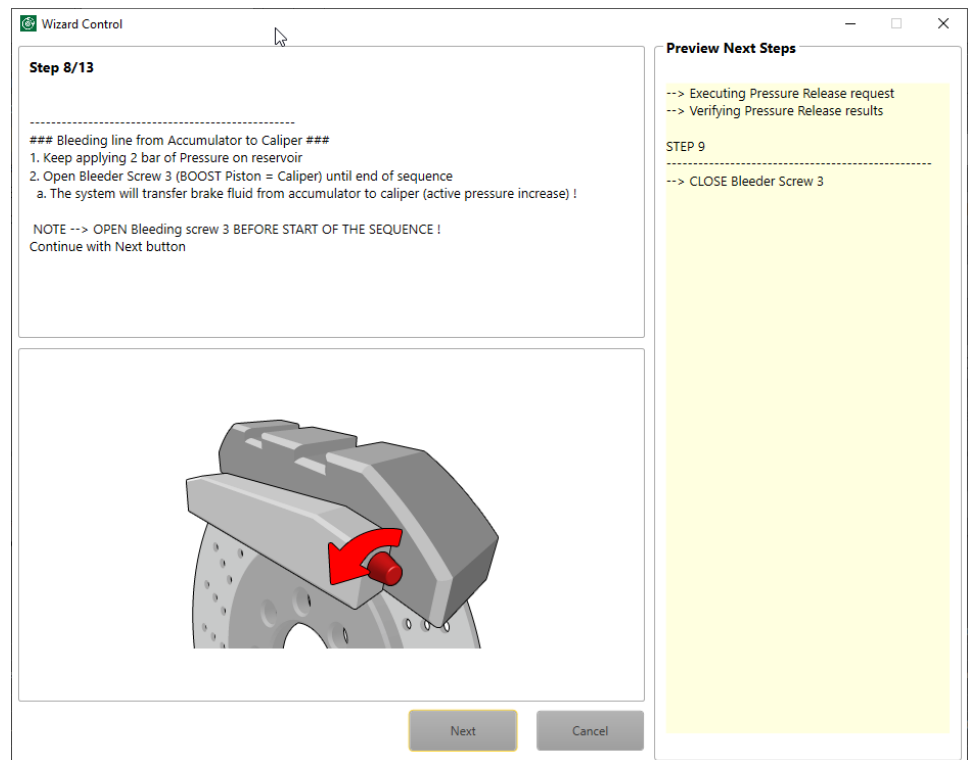 Wizard Control
Step 8/13
-------------------------------------------------
### Bleeding line from Accumulator to Caliper ###
1. Keep applying 2 bar of Pressure on reservoir
2. Open Bleeder Screw 3 (BOOST Piston = Caliper) until end of sequence
a. The system will transfer brake fluid from accumulator to caliper (active pressure increase) !
NOTE --> OPEN Bleeding screw 3 BEFORE START OF THE SEQUENCE !
Continue with Next button
Next
Cancel
Preview Next Steps
--> Executing Pressure Release request
--> Verifying Pressure Release results
STEP 9
-------------------------------------------------
--> CLOSE Bleeder Screw 3